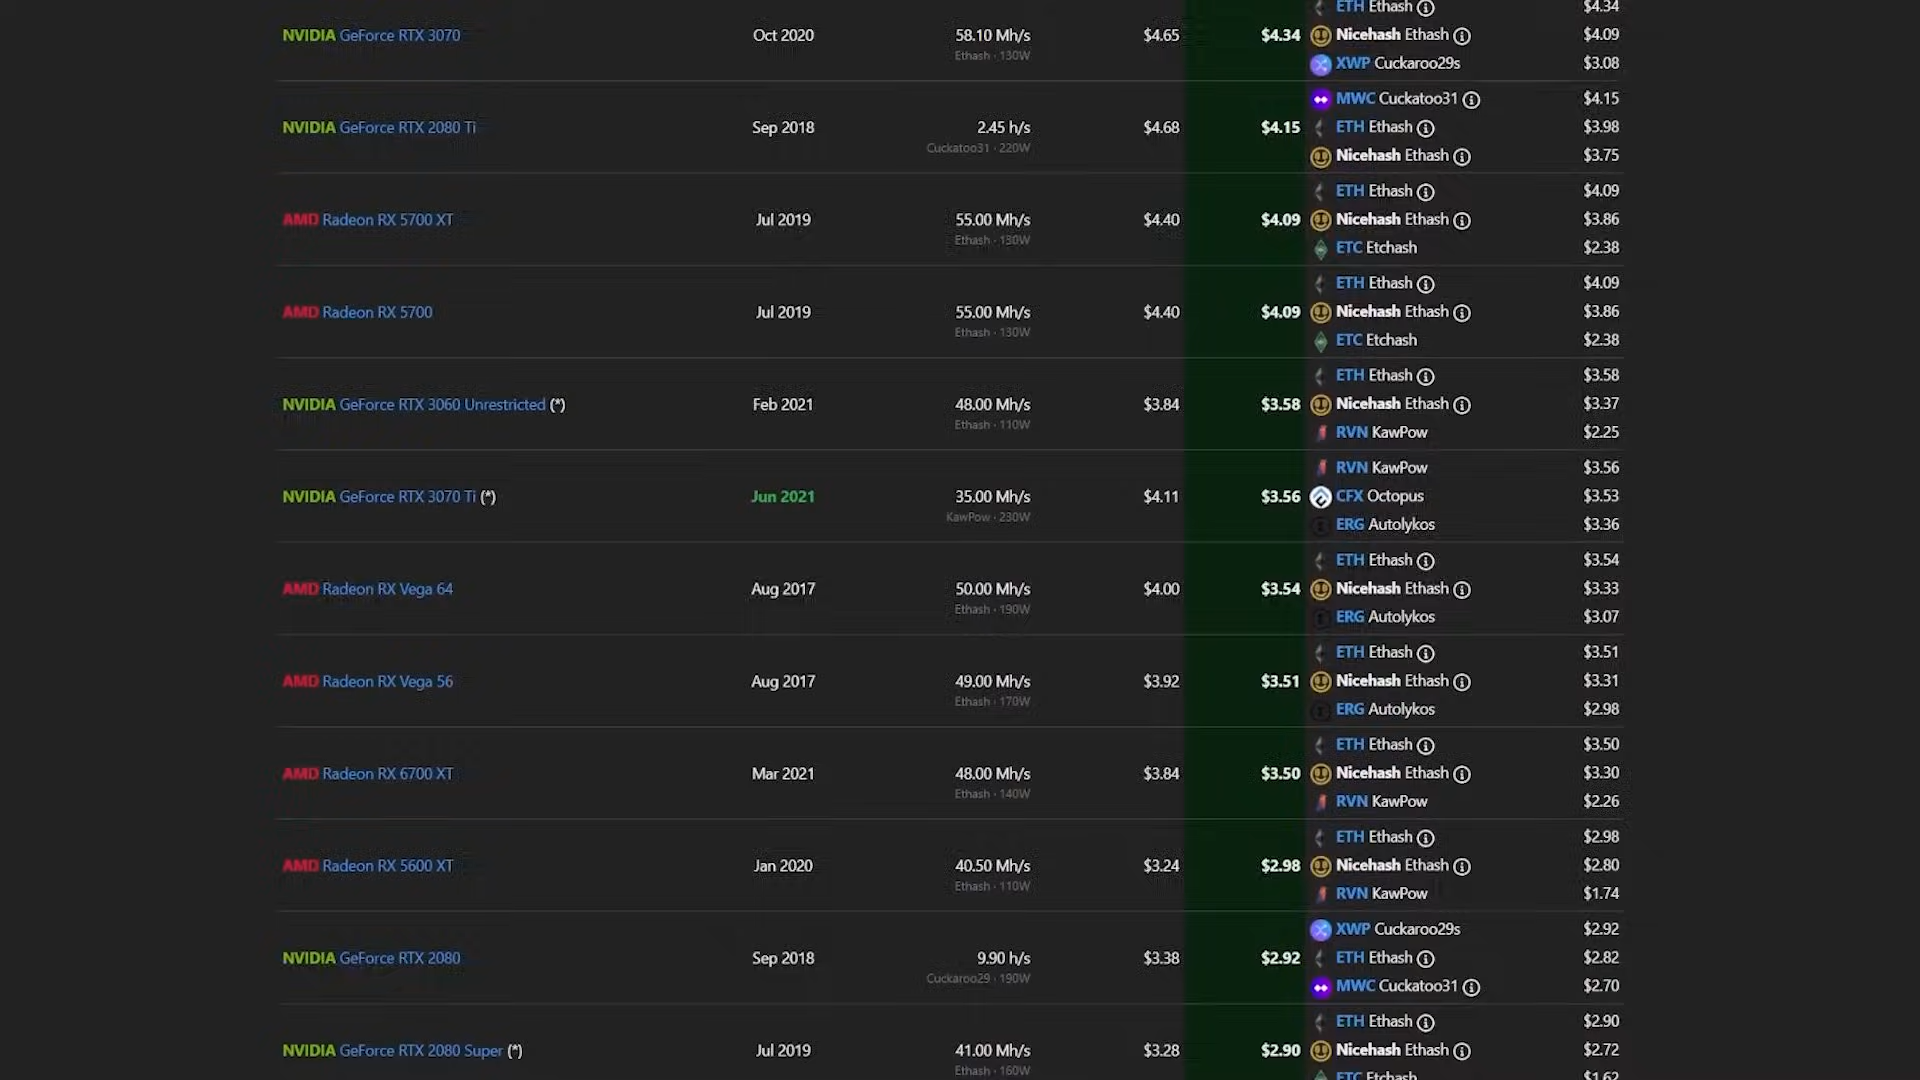 ETH Ethash $4.34
NVIDIA GeForce RTX 3070 Oct 2020 58.10 Mh/s $4.65 $4.34 Nicehash Ethash $4.09
Ethash · 130W
XWP Cuckaroo29s $3.08
MWC Cuckatoo31 $4.15
NVIDIA GeForce RTX 2080 Ti Sep 2018 2.45 h/s $4.68 $4.15 ETH Ethash $3.98
Cuckatoo31 · 220W
Nicehash Ethash $3.75
ETH Ethash $4.09
AMD Radeon RX 5700 XT Jul 2019 55.00 Mh/s $4.40 $4.09 Nicehash Ethash $3.86
Ethash · 130W
ETC Etchash $2.38
ETH Ethash $4.09
AMD Radeon RX 5700 Jul 2019 55.00 Mh/s $4.40 $4.09 Nicehash Ethash $3.86
Ethash · 130W
ETC Etchash $2.38
ETH Ethash $3.58
NVIDIA GeForce RTX 3060 Unrestricted (*) Feb 2021 48.00 Mh/s $3.84 $3.58 Nicehash Ethash $3.37
Ethash · 110W
RVN KawPow $2.25
RVN KawPow $3.56
NVIDIA GeForce RTX 3070 Ti (*) Jun 2021 35.00 Mh/s $4.11 $3.56 CFX Octopus $3.53
KawPow · 230W
ERG Autolykos $3.36
ETH Ethash $3.54
AMD Radeon RX Vega 64 Aug 2017 50.00 Mh/s $4.00 $3.54 Nicehash Ethash $3.33
Ethash · 190W
ERG Autolykos $3.07
ETH Ethash $3.51
AMD Radeon RX Vega 56 Aug 2017 49.00 Mh/s $3.92 $3.51 Nicehash Ethash $3.31
Ethash · 170W
ERG Autolykos $2.98
ETH Ethash $3.50
AMD Radeon RX 6700 XT Mar 2021 48.00 Mh/s $3.84 $3.50 Nicehash Ethash $3.30
Ethash · 140W
RVN KawPow $2.26
ETH Ethash $2.98
AMD Radeon RX 5600 XT Jan 2020 40.50 Mh/s $3.24 $2.98 Nicehash Ethash $2.80
Ethash · 110W
RVN KawPow $1.74
XWP Cuckaroo29s $2.92
NVIDIA GeForce RTX 2080 Sep 2018 9.90 h/s $3.38 $2.92 ETH Ethash $2.82
Cuckaroo29 · 190W
MWC Cuckatoo31 $2.70
ETH Ethash $2.90
NVIDIA GeForce RTX 2080 Super (*) Jul 2019 41.00 Mh/s $3.28 $2.90 Nicehash Ethash $2.72
Ethash · 160W
ETC Etchash $1.62